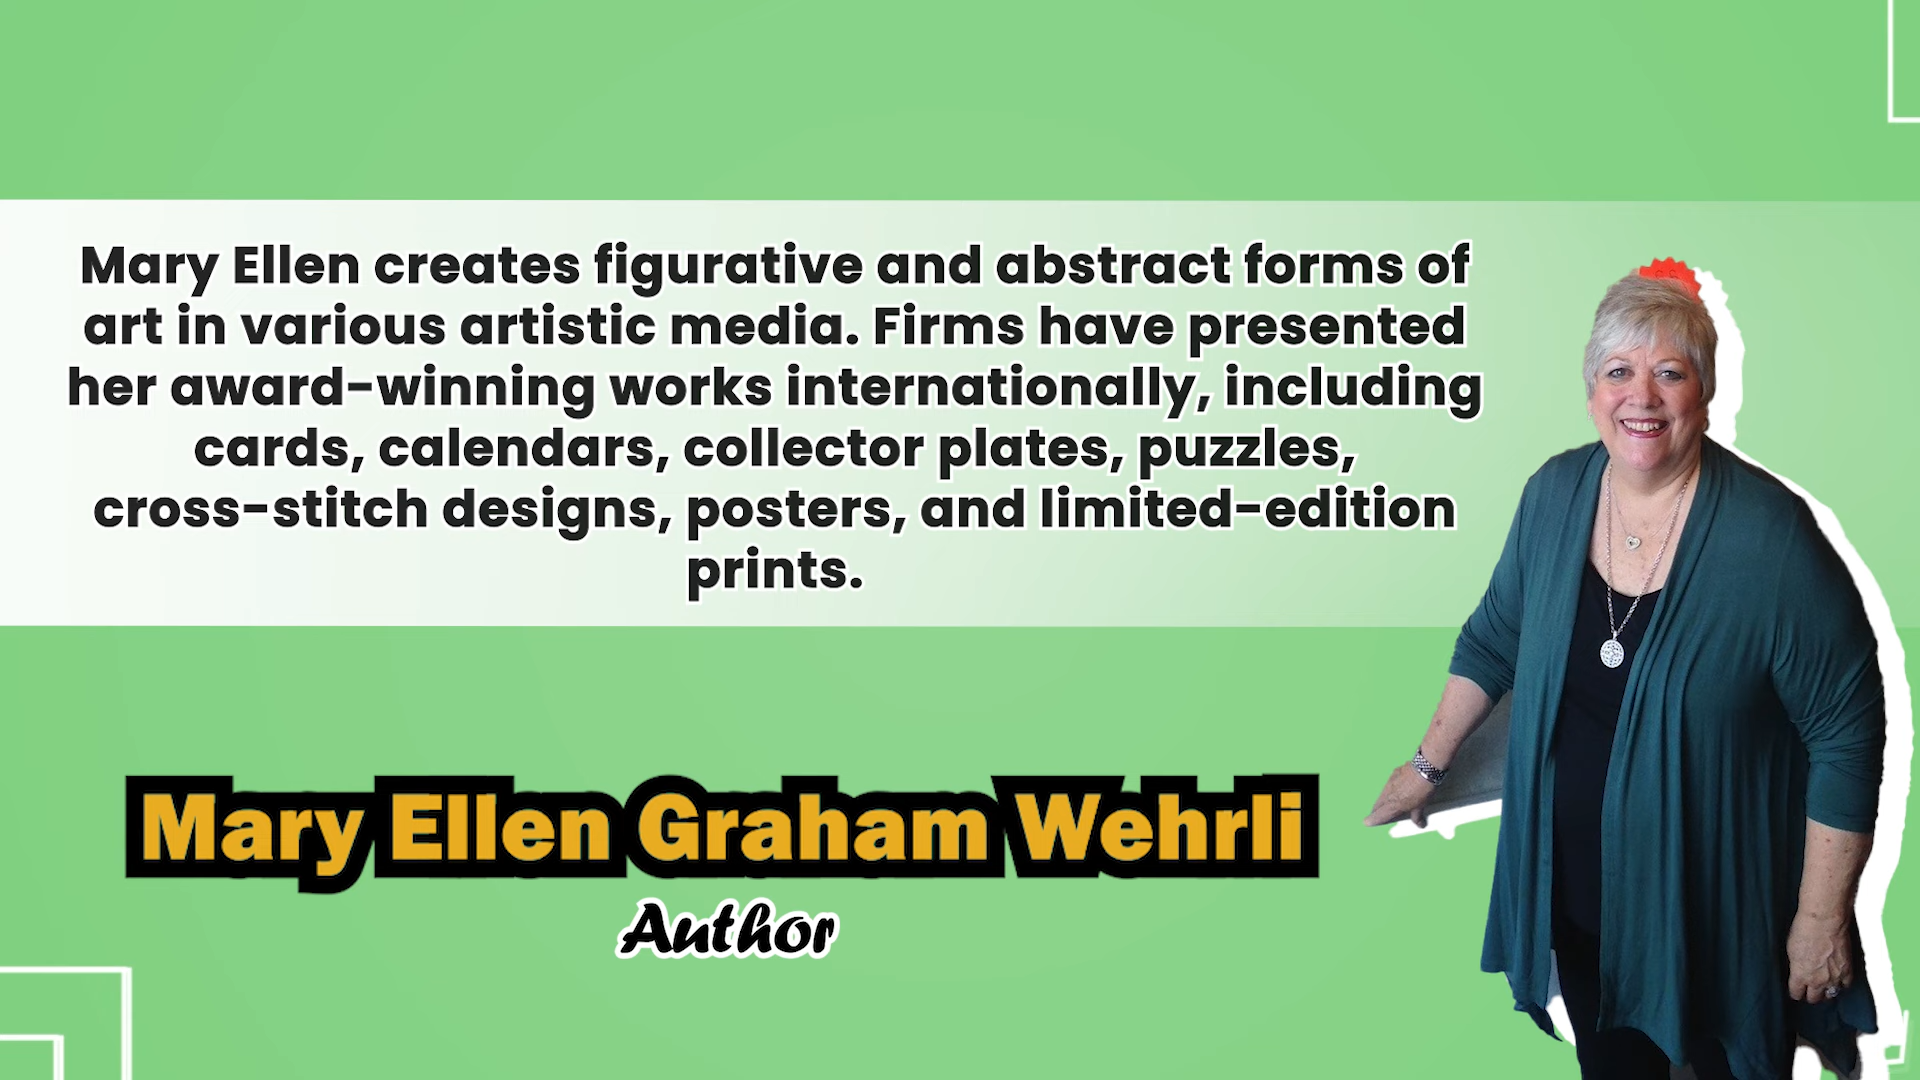 Mary Ellen creates figurative and abstract forms of
art in various artistic media. Firms have presented
her award-winning works internationally, including
cards, calendars, collector plates, puzzles,
cross-stitch designs, posters, and limited-edition
prints.
Mary Ellen Graham Wehrli
Author